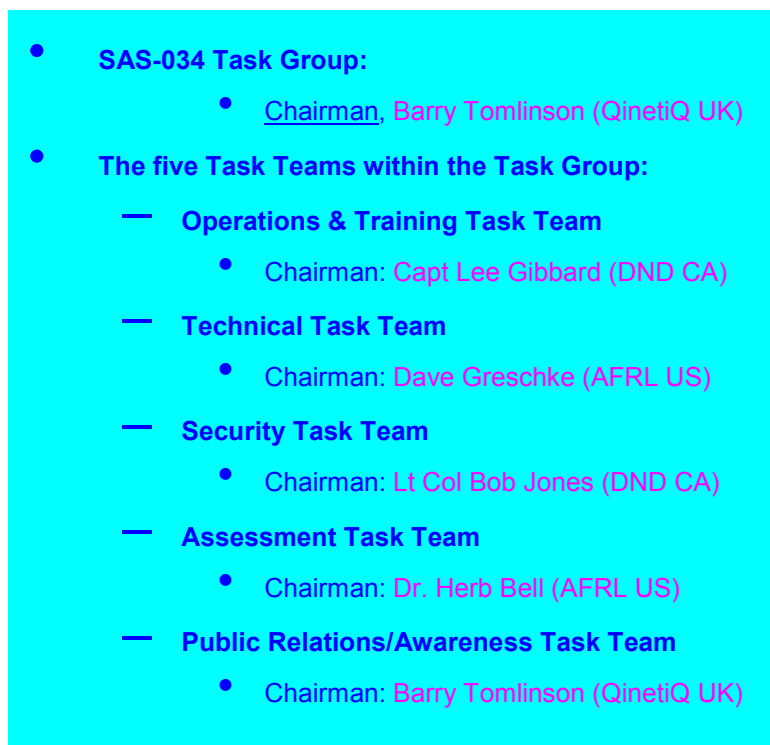 • SAS-034 Task Group:
• Chairman, Barry Tomlinson (QinetiQ UK)
• The five Task Teams within the Task Group:
— Operations & Training Task Team
• Chairman: Capt Lee Gibbard (DND CA)
— Technical Task Team
• Chairman: Dave Greschke (AFRL US)
— Security Task Team
• Chairman: Lt Col Bob Jones (DND CA)
— Assessment Task Team
• Chairman: Dr. Herb Bell (AFRL US)
— Public Relations/Awareness Task Team
• Chairman: Barry Tomlinson (QinetiQ UK)